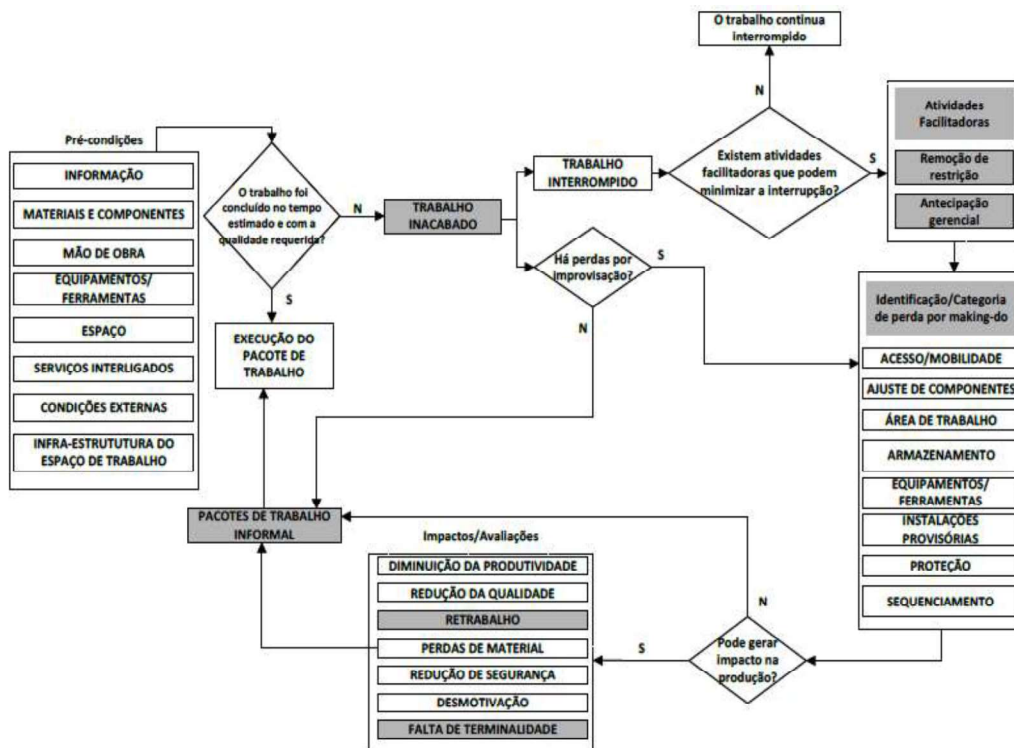 O trabalho continua
interrompido
N
Pré-condições
INFORMAÇÃO
MATERIAIS E COMPONENTES
MÃO DE OBRA
EQUIPAMENTOS/
FERRAMENTAS
ESPAÇO
SERVIÇOS INTERLIGADOS
CONDIÇÕES EXTERNAS
INFRA-ESTRUTUTURA DO
ESPAÇO DE TRABALHO
O trabalho foi
concluído no tempo
estimado e com a
qualidade requerida?
N
S
EXECUÇÃO DO
PACOTE DE
TRABALHO
TRABALHO
INACABADO
TRABALHO
INTERROMPIDO
Existem atividades
facilitadoras que podem
minimizar a interrupção?
S
Há perdas por
improvisação?
S
N
Atividades
Facilitadoras
Remoção de
restrição
Antecipação
gerencial
Identificação/Categoria
de perda por making-do
ACESSO/MOBILIDADE
AJUSTE DE COMPONENTES
ÁREA DE TRABALHO
ARMAZENAMENTO
EQUIPAMENTOS/
FERRAMENTAS
INSTALAÇÕES
PROVISÓRIAS
PROTEÇÃO
SEQUENCIAMENTO
PACOTES DE TRABALHO
INFORMAL
Impactos/Avaliações
DIMINUIÇÃO DA PRODUTIVIDADE
REDUÇÃO DA QUALIDADE
RETRABALHO
PERDAS DE MATERIAL
REDUÇÃO DE SEGURANÇA
DESMOTIVAÇÃO
FALTA DE TERMINALIDADE
N
S
Pode gerar
impacto na
produção?